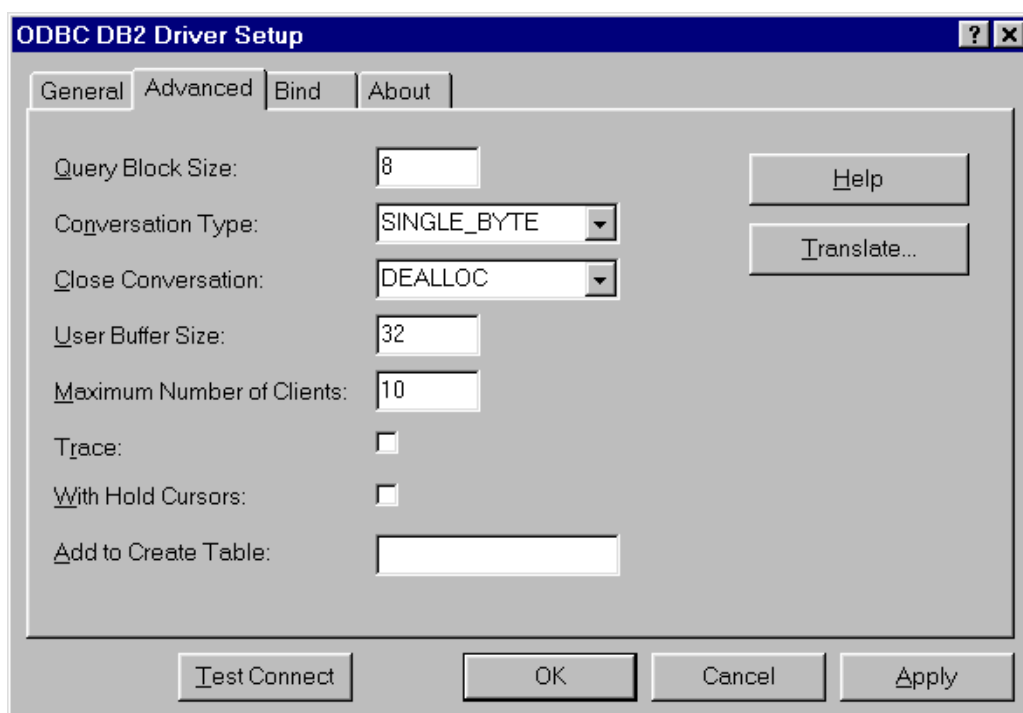 ODBC DB2 Driver Setup
General Advanced Bind About
Query Block Size: 8
Help
Conversation Type: SINGLE_BYTE
Translate...
Close Conversation: DEALLOC
User Buffer Size: 32
Maximum Number of Clients: 10
Trace:
With Hold Cursors:
Add to Create Table:
Test Connect OK Cancel Apply